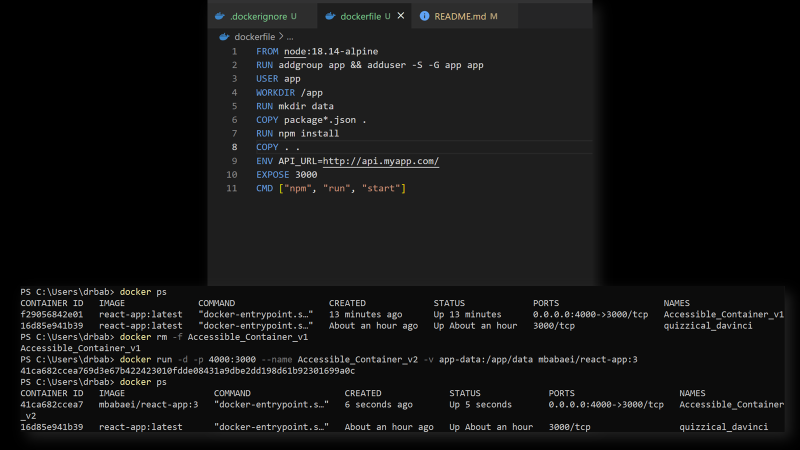 .dockerignore U dockerfile U × README.md M
dockerfile > ...
1 FROM node:18.14-alpine
2 RUN addgroup app && adduser -S -G app app
3 USER app
4 WORKDIR /app
5 RUN mkdir data
6 COPY package*.json .
7 RUN npm install
8 COPY . .
9 ENV API_URL=http://api.myapp.com/
10 EXPOSE 3000
11 CMD ["npm", "run", "start"]
PS C:\Users\drbab> docker ps
CONTAINER ID IMAGE COMMAND CREATED STATUS PORTS NAMES
f29056842e01 react-app:latest "docker-entrypoint.s…" 13 minutes ago Up 13 minutes 0.0.0.0:4000->3000/tcp Accessible_Container_v1
16d85e941b39 react-app:latest "docker-entrypoint.s…" About an hour ago Up About an hour 3000/tcp quizzical_davinci
PS C:\Users\drbab> docker rm -f Accessible_Container_v1
Accessible_Container_v1
PS C:\Users\drbab> docker run -d -p 4000:3000 --name Accessible_Container_v2 -v app-data:/app/data mbabaei/react-app:3
41ca682ccea769d3e67b422423010fdde08431a9dbe2dd198d61b92301699a0c
PS C:\Users\drbab> docker ps
CONTAINER ID IMAGE COMMAND CREATED STATUS PORTS NAMES
41ca682ccea7 mbabaei/react-app:3 "docker-entrypoint.s…" 6 seconds ago Up 5 seconds 0.0.0.0:4000->3000/tcp Accessible_Container
_v2
16d85e941b39 react-app:latest "docker-entrypoint.s…" About an hour ago Up About an hour 3000/tcp quizzical_davinci